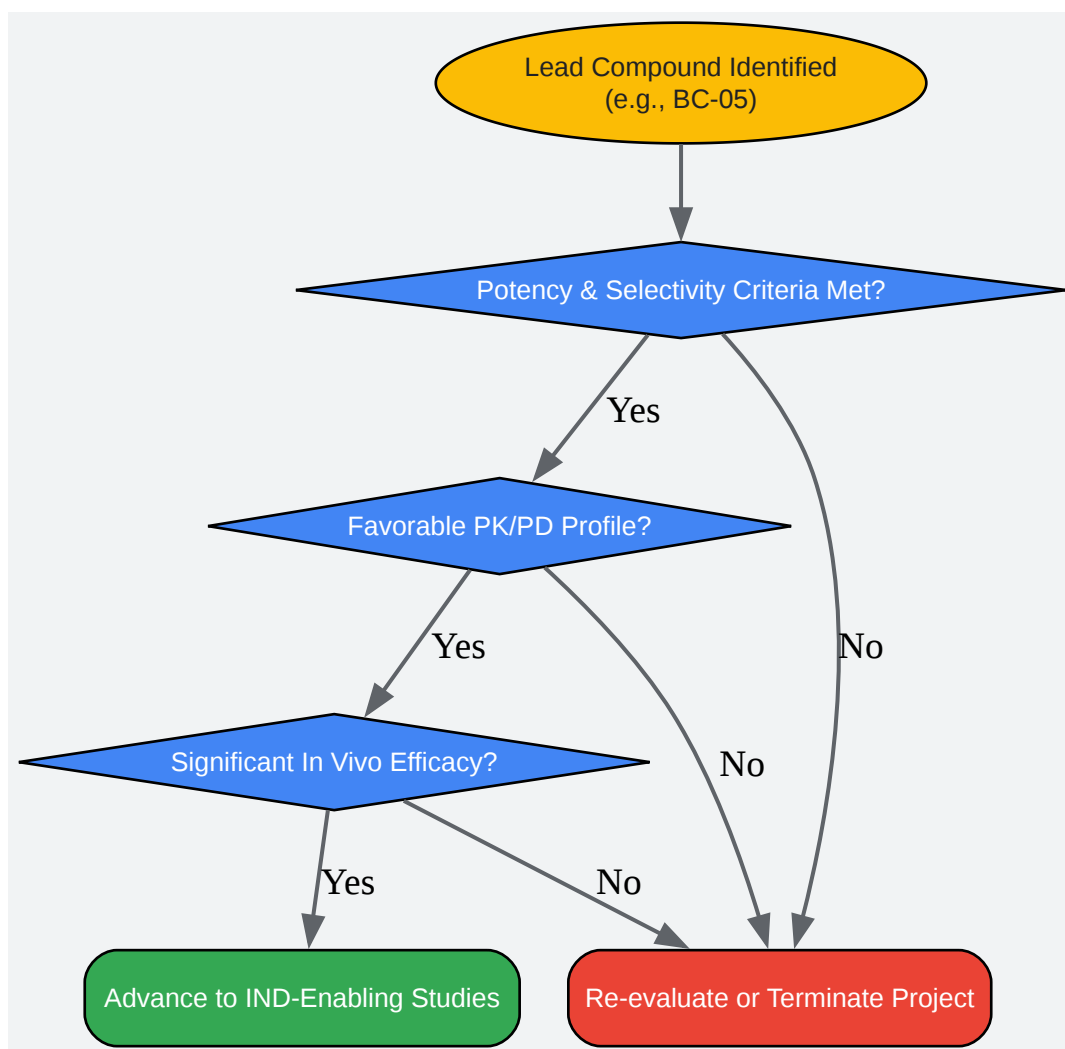 Lead Compound Identified
(e.g., BC-05)
Potency & Selectivity Criteria Met?
Yes
Favorable PK/PD Profile?
Yes
No
Significant In Vivo Efficacy?
No
Yes
No
Advance to IND-Enabling Studies
Re-evaluate or Terminate Project